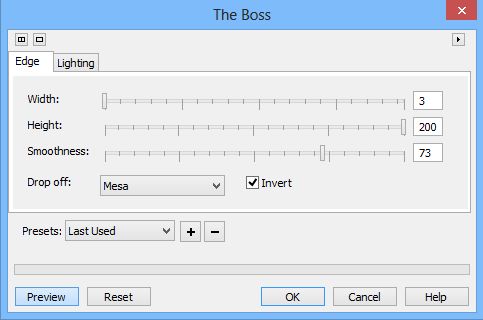 The Boss
Edge Lighting
Width: 3
Height: 200
Smoothness: 73
Drop off: Mesa Invert
Presets: Last Used
Preview Reset OK Cancel Help